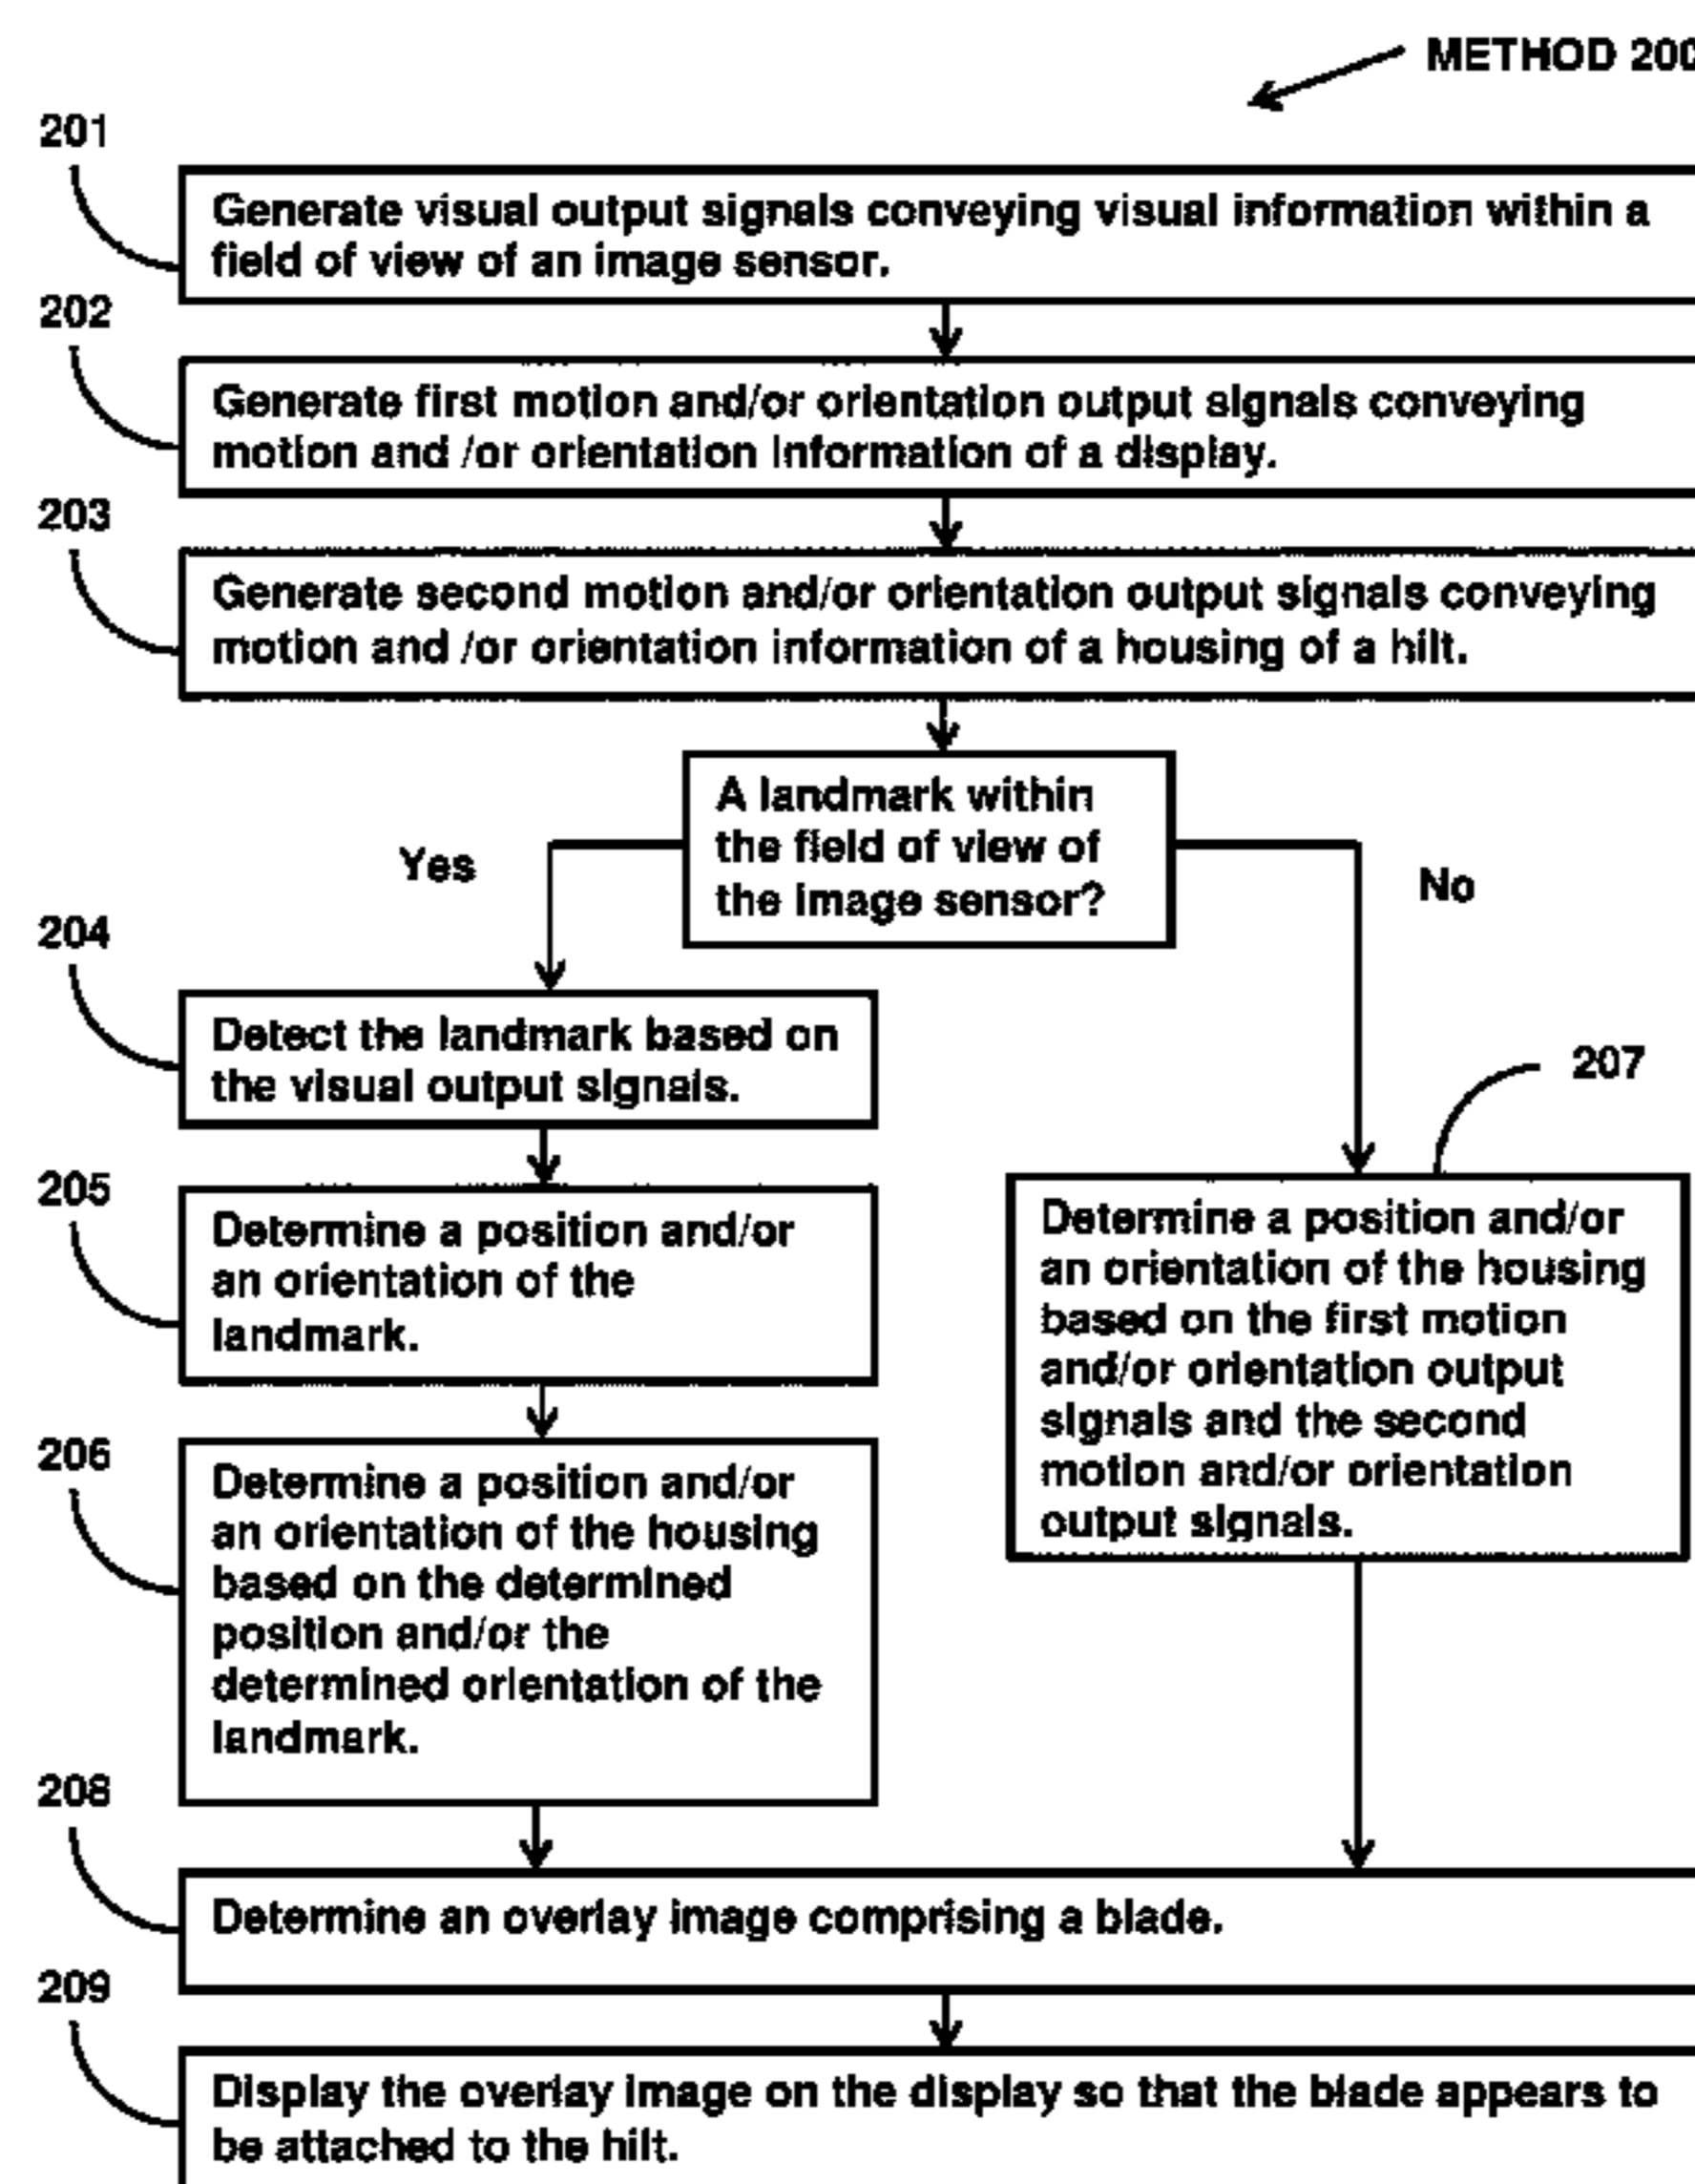 METHOD 200
201
Generate visual output signals conveying visual information within a
field of view of an image sensor.
202
Generate first motion and/or orientation output signals conveying
motion and /or orientation information of a display.
203
Generate second motion and/or orientation output signals conveying
motion and /or orientation information of a housing of a hilt.
A landmark within
the field of view of
the image sensor?
Yes
No
204
Detect the landmark based on
the visual output signals.
205
Determine a position and/or
an orientation of the
landmark.
206
Determine a position and/or
an orientation of the housing
based on the determined
position and/or the
determined orientation of the
landmark.
207
Determine a position and/or
an orientation of the housing
based on the first motion
and/or orientation output
signals and the second
motion and/or orientation
output signals.
208
Determine an overlay image comprising a blade.
209
Display the overlay image on the display so that the blade appears to
be attached to the hilt.